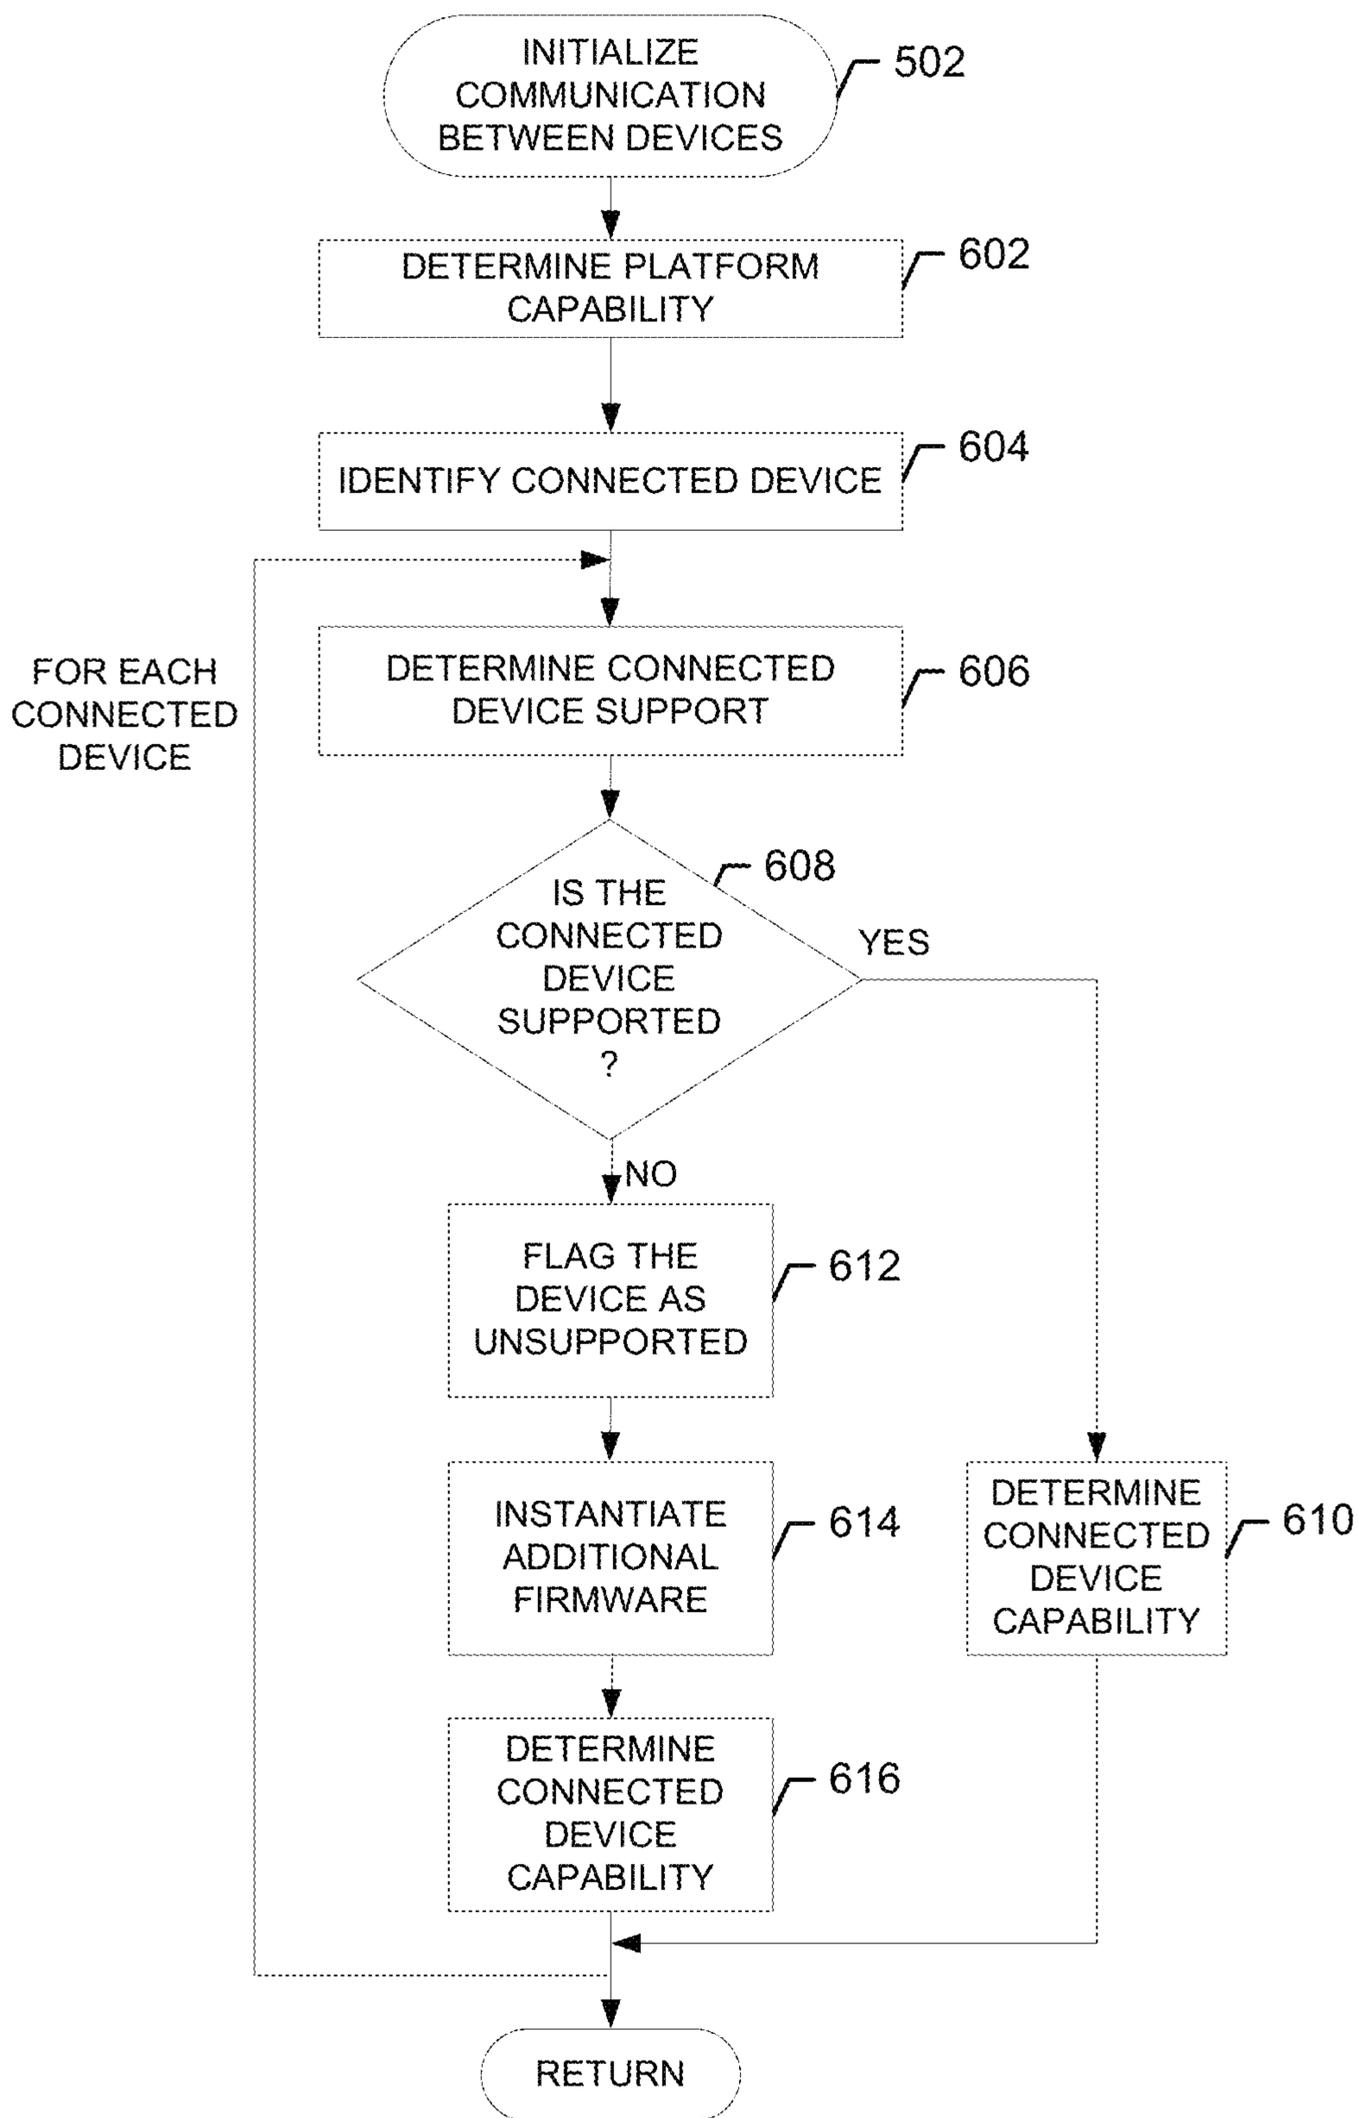 INITIALIZE
COMMUNICATION
BETWEEN DEVICES
502
DETERMINE PLATFORM
CAPABILITY
602
IDENTIFY CONNECTED DEVICE
604
FOR EACH
CONNECTED
DEVICE
DETERMINE CONNECTED
DEVICE SUPPORT
606
IS THE
CONNECTED
DEVICE
SUPPORTED
?
608
YES
NO
FLAG THE
DEVICE AS
UNSUPPORTED
612
INSTANTIATE
ADDITIONAL
FIRMWARE
614
DETERMINE
CONNECTED
DEVICE
CAPABILITY
610
DETERMINE
CONNECTED
DEVICE
CAPABILITY
616
RETURN